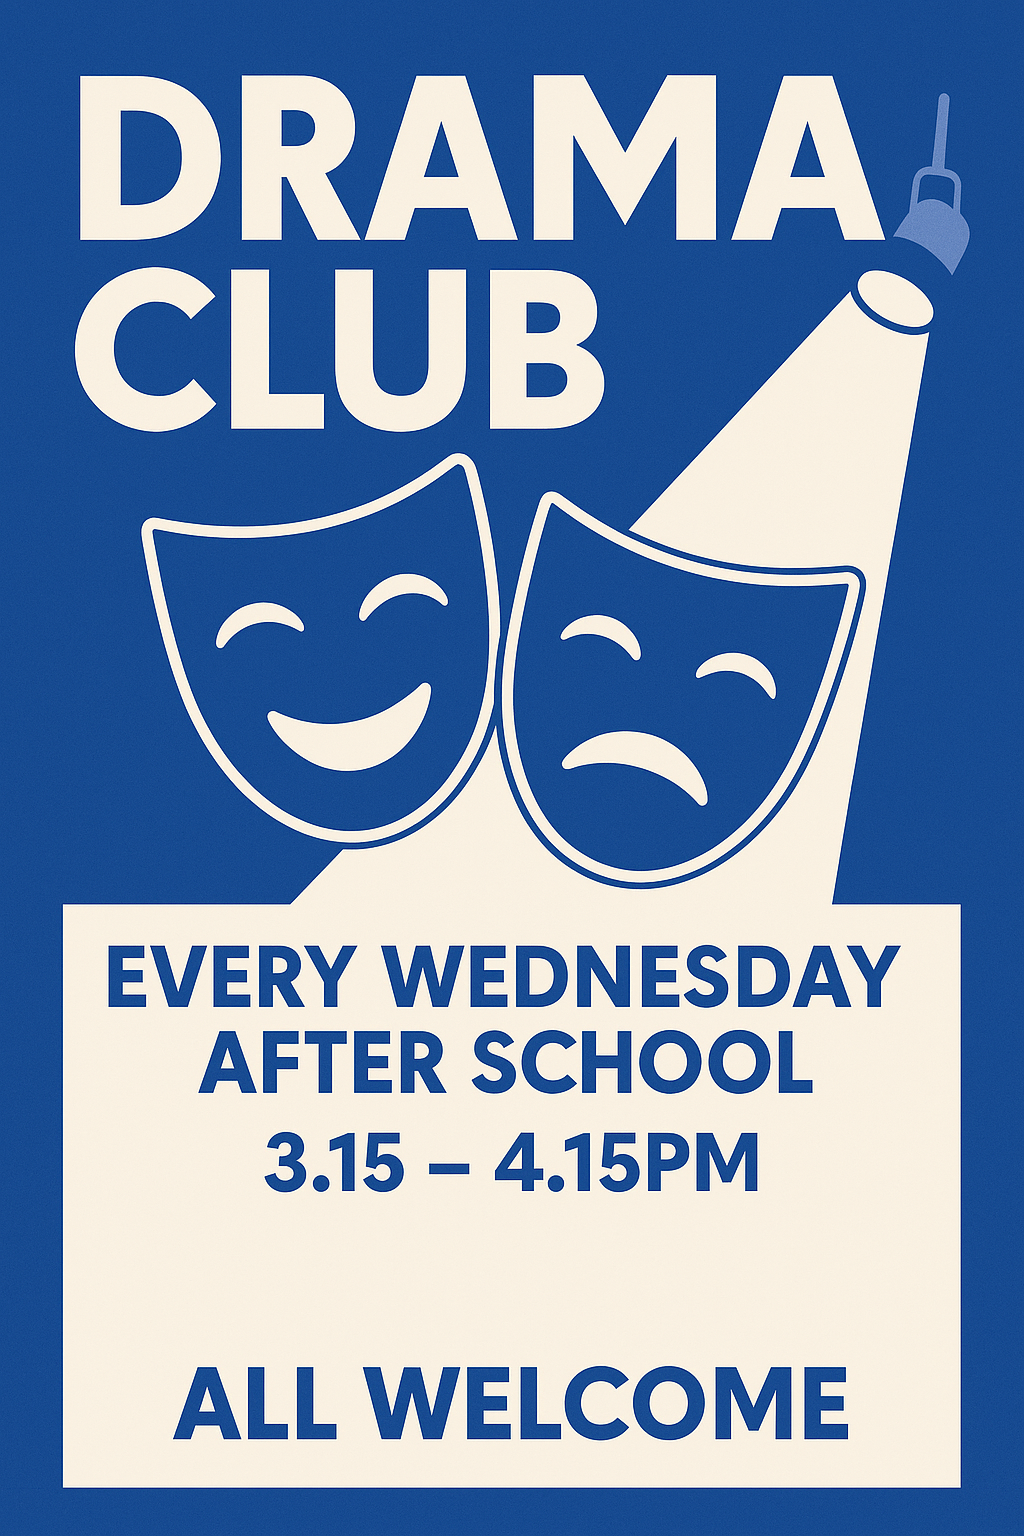 DRAMA
CLUB
EVERY WEDNESDAY
AFTER SCHOOL
3.15 – 4.15PM
ALL WELCOME